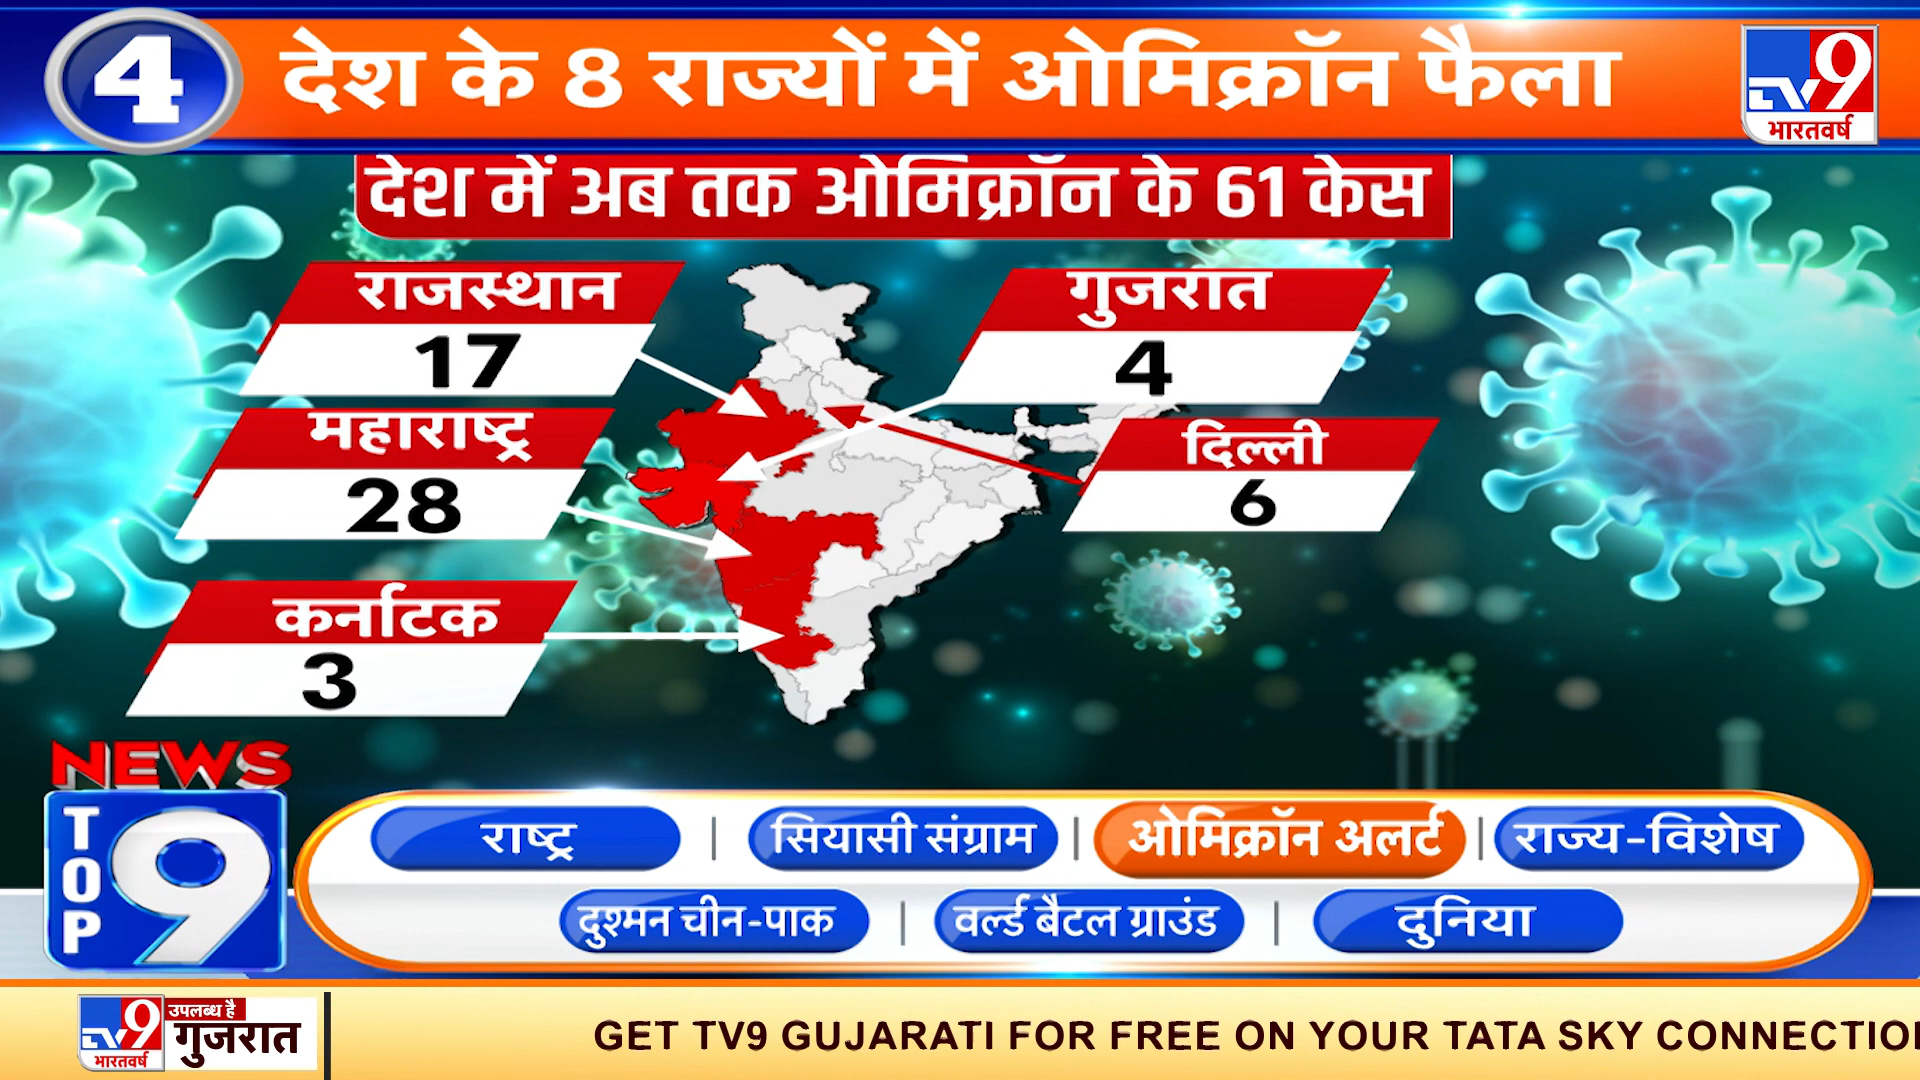 4
देश के 8 राज्यों में ओमिक्रॉन फैला
TV9
भारतवर्ष
देश में अब तक ओमिक्रॉन के 61 केस
राजस्थान
17
गुजरात
4
महाराष्ट्र
28
दिल्ली
6
कर्नाटक
3
NEWS
TOP
9
राष्ट्र | सियासी संग्राम | ओमिक्रॉन अलर्ट | राज्य-विशेष
दुश्मन चीन-पाक | वर्ल्ड बैटल ग्राउंड | दुनिया
TV9
भारतवर्ष
उपलब्ध है
गुजरात
GET TV9 GUJARATI FOR FREE ON YOUR TATA SKY CONNECTIO